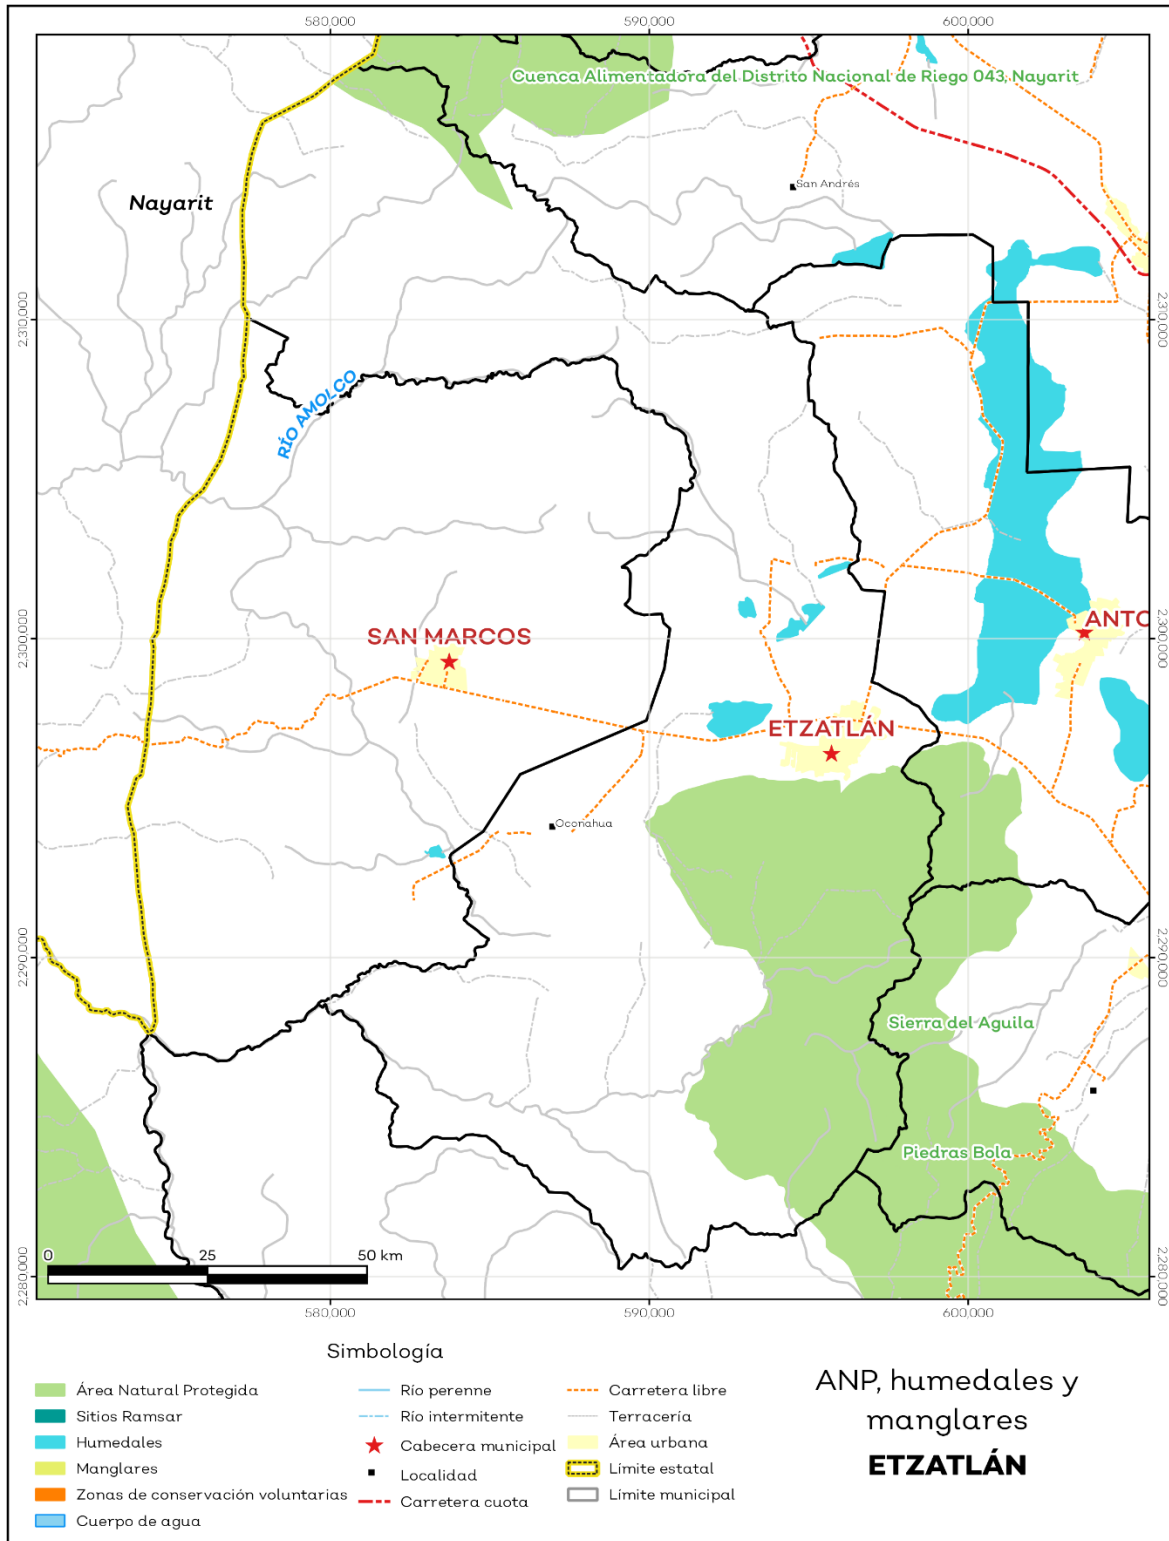 580,000 590,000 600,000
Cuenca Alimentadora del Distrito Nacional de Riego 043, Nayarit
San Andrés
Nayarit
2,310,000 2,310,000
RÍO AMOLCO
2,300,000 2,300,000
SAN MARCOS
ANTO
ETZATLÁN
Oconahua
2,290,000 2,290,000
Sierra del Aguila
Piedras Bola
0 25 50 km
2,280,000 2,280,000
580,000 590,000 600,000
Simbología
Área Natural Protegida
Sitios Ramsar
Humedales
Manglares
Zonas de conservación voluntarias
Cuerpo de agua
Río perenne
Río intermitente
Cabecera municipal
Localidad
Carretera cuota
Carretera libre
Terracería
Área urbana
Límite estatal
Límite municipal
ANP, humedales y
manglares
ETZATLÁN